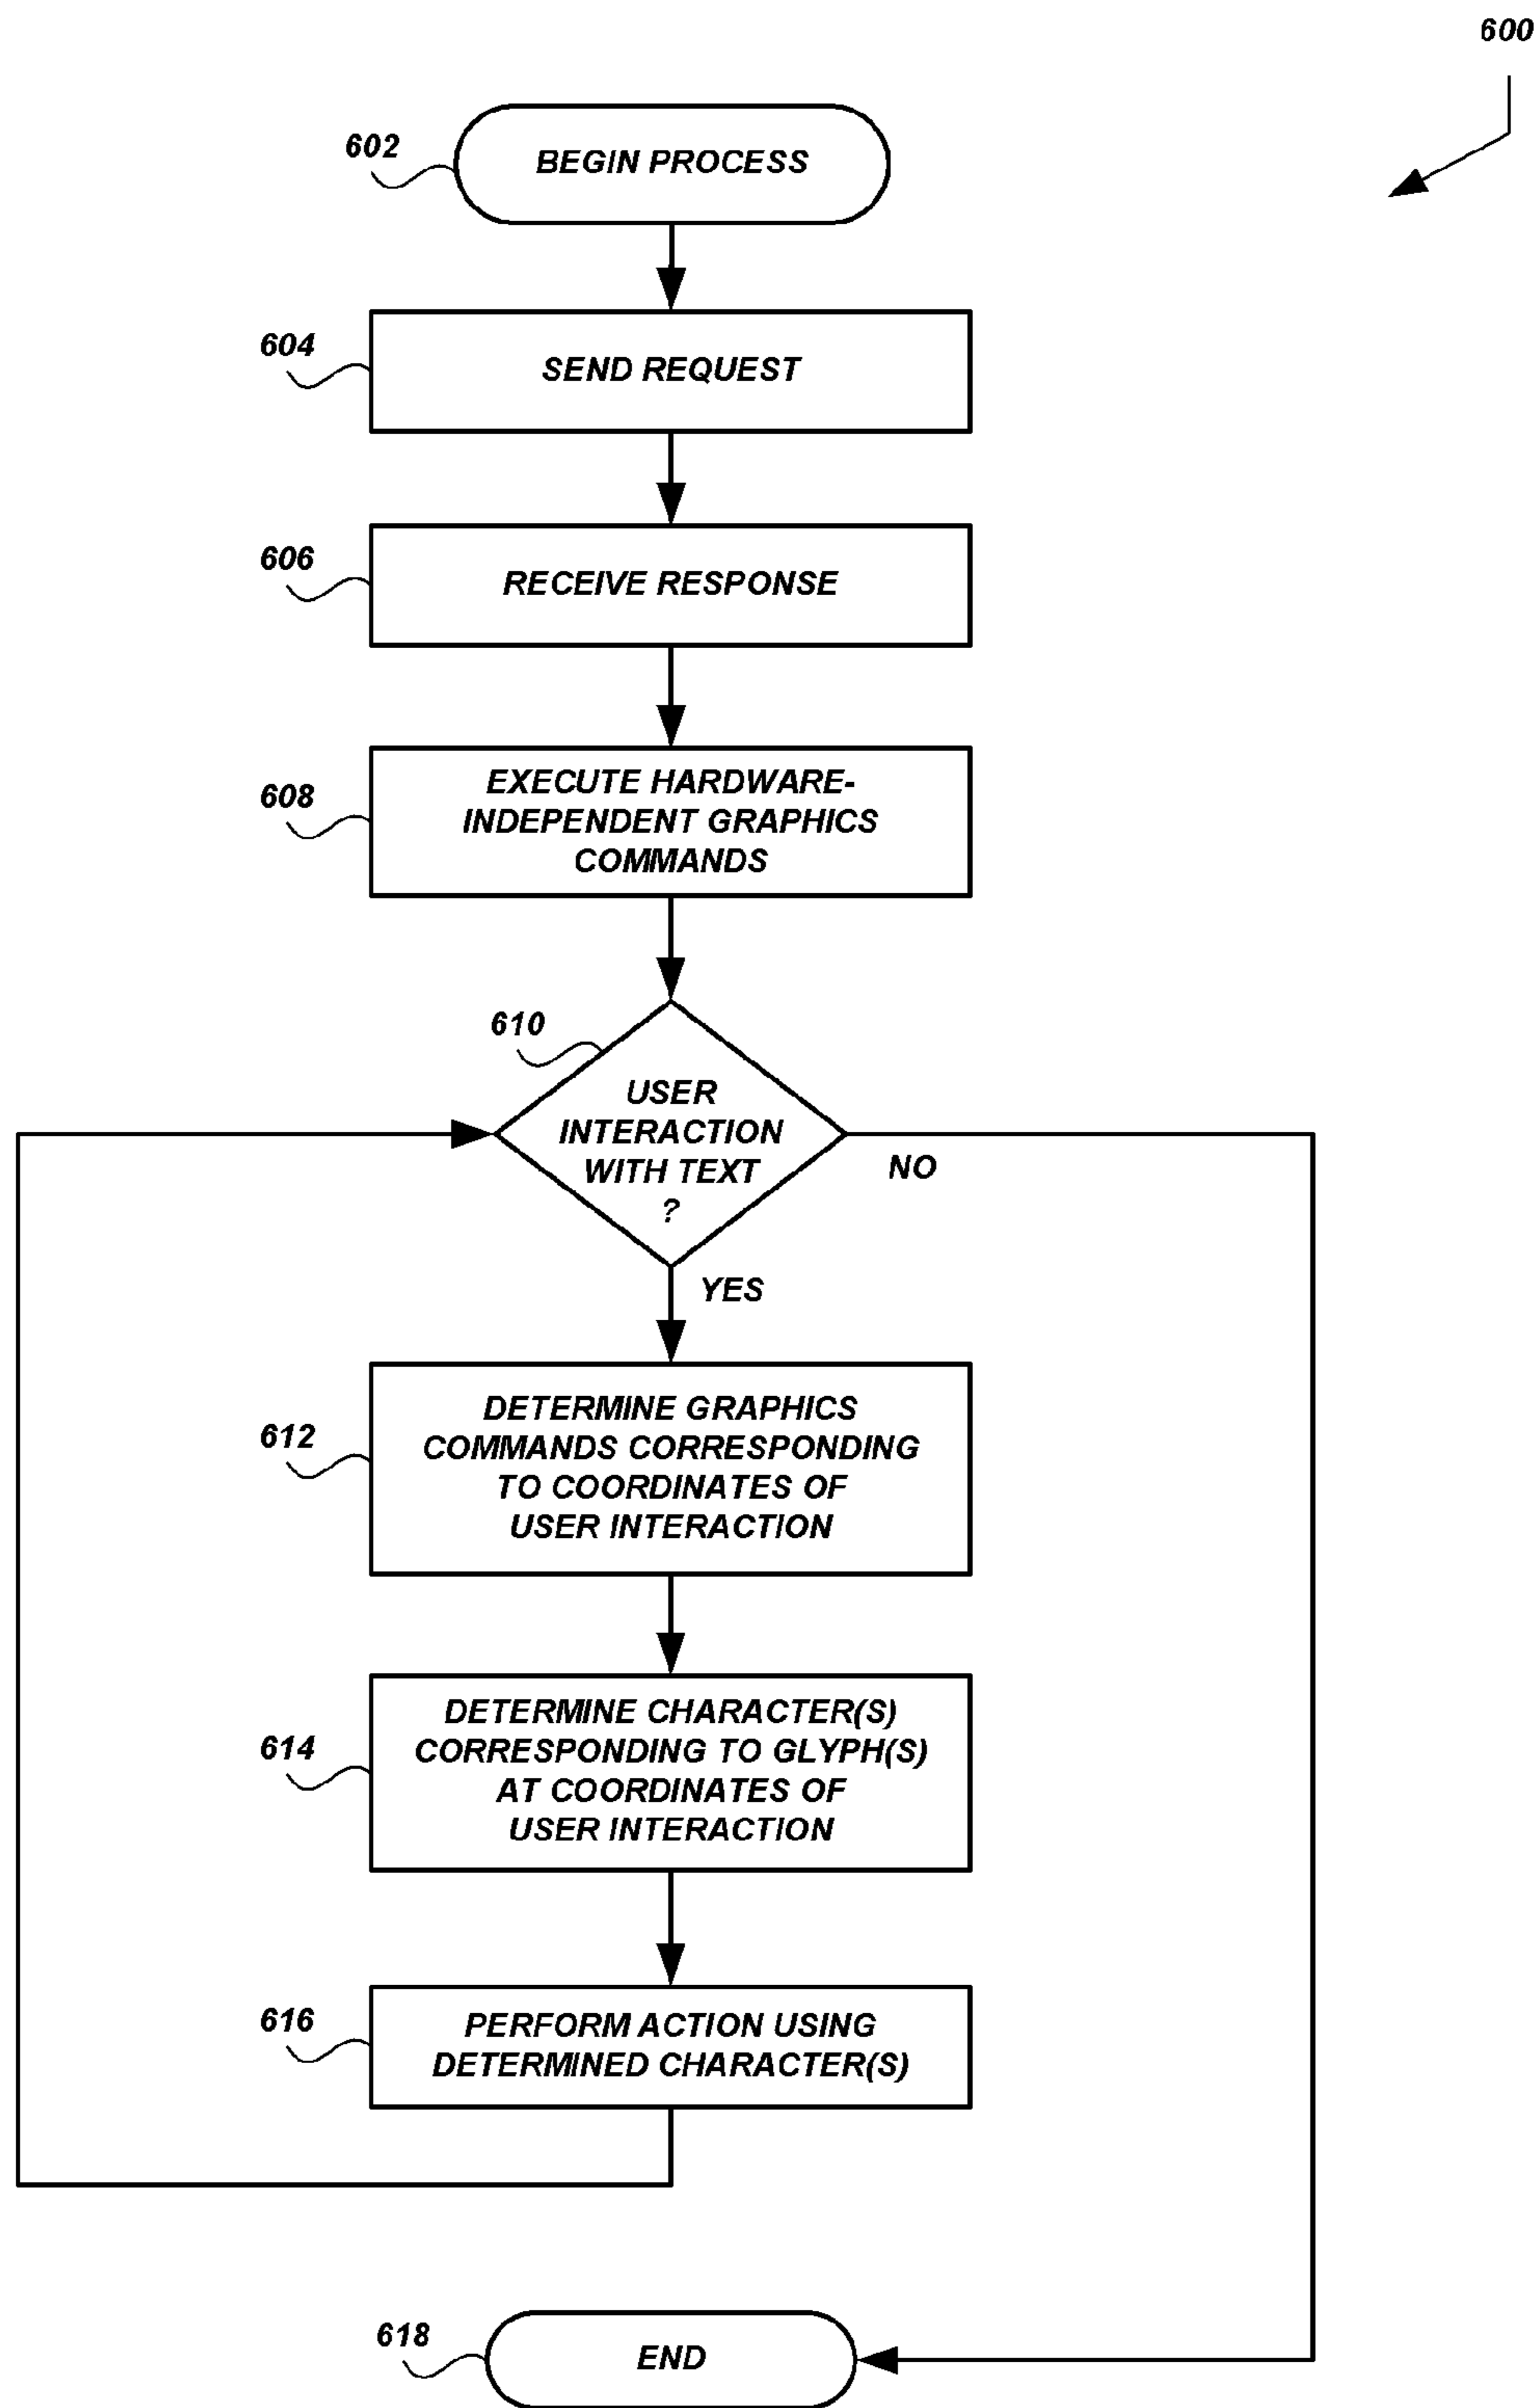 600
602
BEGIN PROCESS
604
SEND REQUEST
606
RECEIVE RESPONSE
608
EXECUTE HARDWARE-
INDEPENDENT GRAPHICS
COMMANDS
610
USER
INTERACTION
WITH TEXT
?
NO
YES
612
DETERMINE GRAPHICS
COMMANDS CORRESPONDING
TO COORDINATES OF
USER INTERACTION
614
DETERMINE CHARACTER(S)
CORRESPONDING TO GLYPH(S)
AT COORDINATES OF
USER INTERACTION
616
PERFORM ACTION USING
DETERMINED CHARACTER(S)
618
END